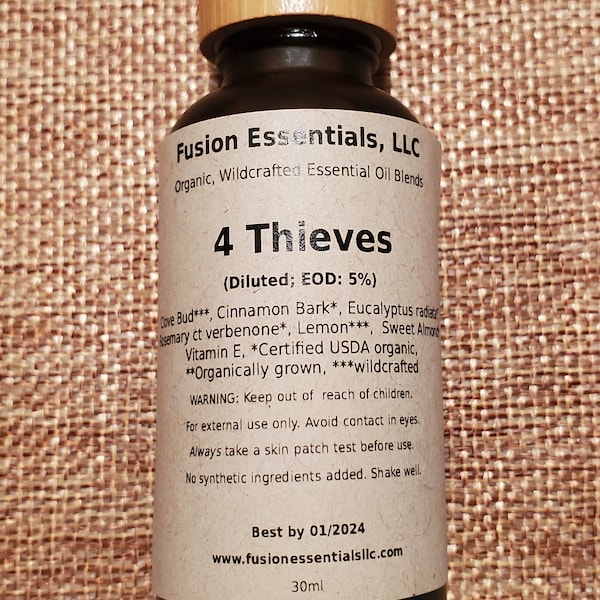 Fusion Essentials, LLC
Organic, Wildcrafted Essential Oil Blends
4 Thieves
(Diluted; EOD: 5%)
Clove Bud***, Cinnamon Bark*, Eucalyptus radiata*
Rosemary ct verbenone*, Lemon***, Sweet Almond
Vitamin E, *Certified USDA organic,
**Organically grown, ***wildcrafted
WARNING: Keep out of reach of children.
For external use only. Avoid contact in eyes.
Always take a skin patch test before use.
No synthetic ingredients added. Shake well.
Best by 01/2024
www.fusionessentialsllc.com
30ml